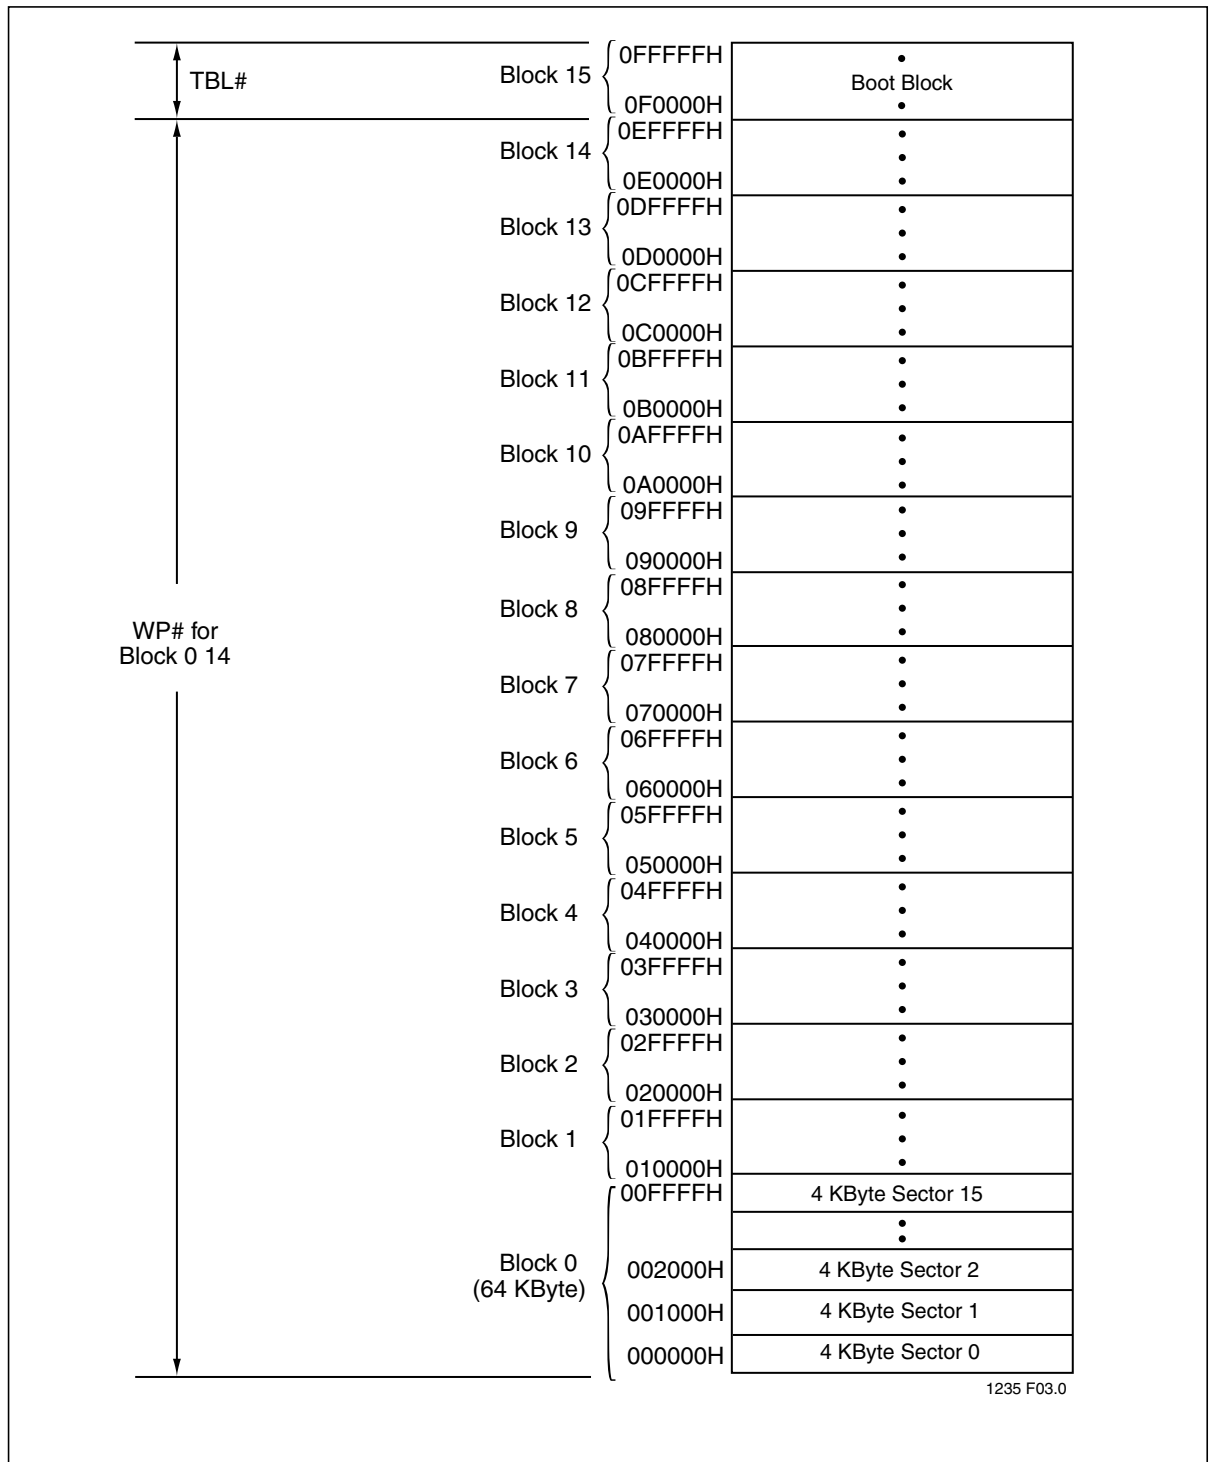 TBL#
Block 15
0FFFFFH
0F0000H
Boot Block
Block 14
0EFFFFH
0E0000H
Block 13
0DFFFFH
0D0000H
Block 12
0CFFFFH
0C0000H
Block 11
0BFFFFH
0B0000H
Block 10
0AFFFFH
0A0000H
Block 9
09FFFFH
090000H
Block 8
08FFFFH
080000H
WP# for
Block 0 14
Block 7
07FFFFH
070000H
Block 6
06FFFFH
060000H
Block 5
05FFFFH
050000H
Block 4
04FFFFH
040000H
Block 3
03FFFFH
030000H
Block 2
02FFFFH
020000H
Block 1
01FFFFH
010000H
Block 0
(64 KByte)
00FFFFH
4 KByte Sector 15
002000H
4 KByte Sector 2
001000H
4 KByte Sector 1
000000H
4 KByte Sector 0
1235 F03.0